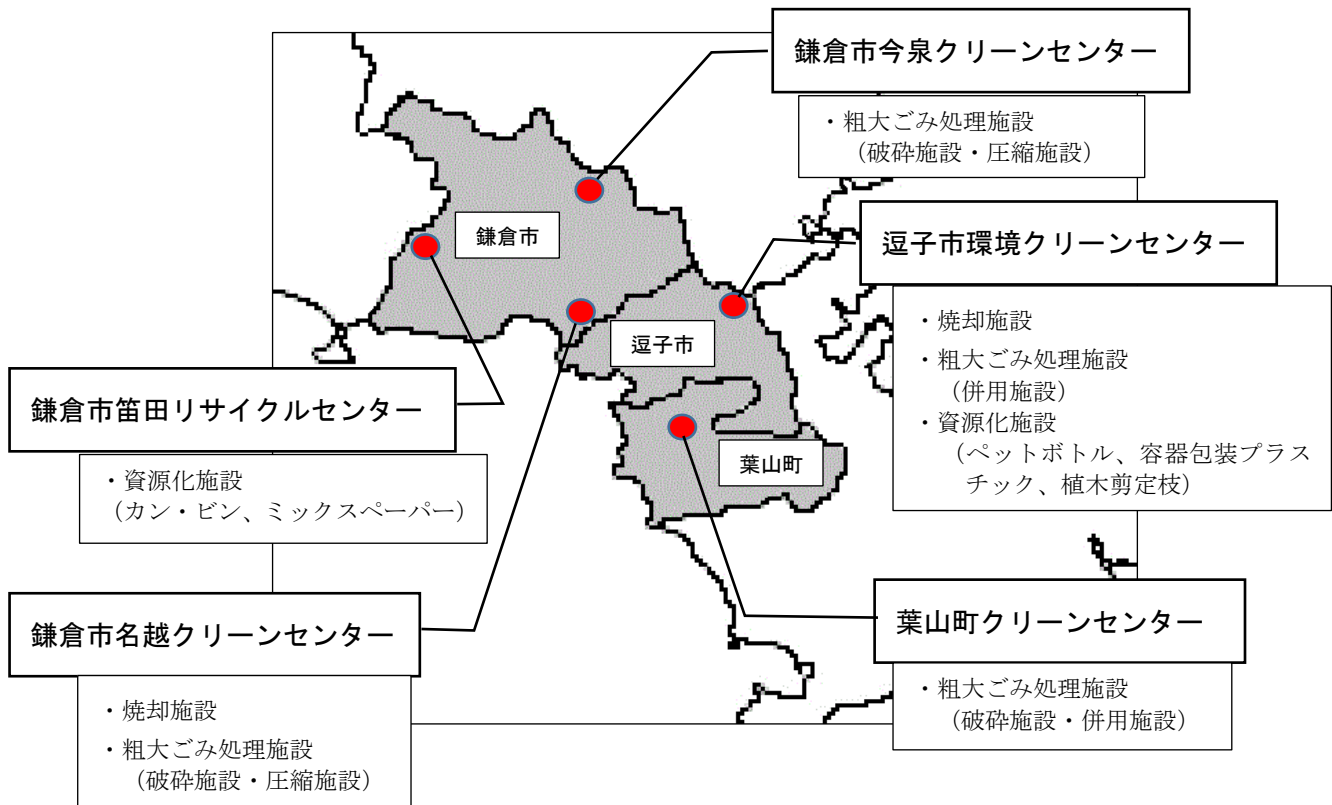 鎌倉市今泉クリーンセンター
・粗大ごみ処理施設
（破砕施設・圧縮施設）
鎌倉市
逗子市環境クリーンセンター
・焼却施設
・粗大ごみ処理施設
（併用施設）
・資源化施設
（ペットボトル、容器包装プラス
チック、植木剪定枝）
逗子市
鎌倉市笛田リサイクルセンター
・資源化施設
（カン・ビン、ミックスペーパー）
葉山町
鎌倉市名越クリーンセンター
・焼却施設
・粗大ごみ処理施設
（破砕施設・圧縮施設）
葉山町クリーンセンター
・粗大ごみ処理施設
（破砕施設・併用施設）